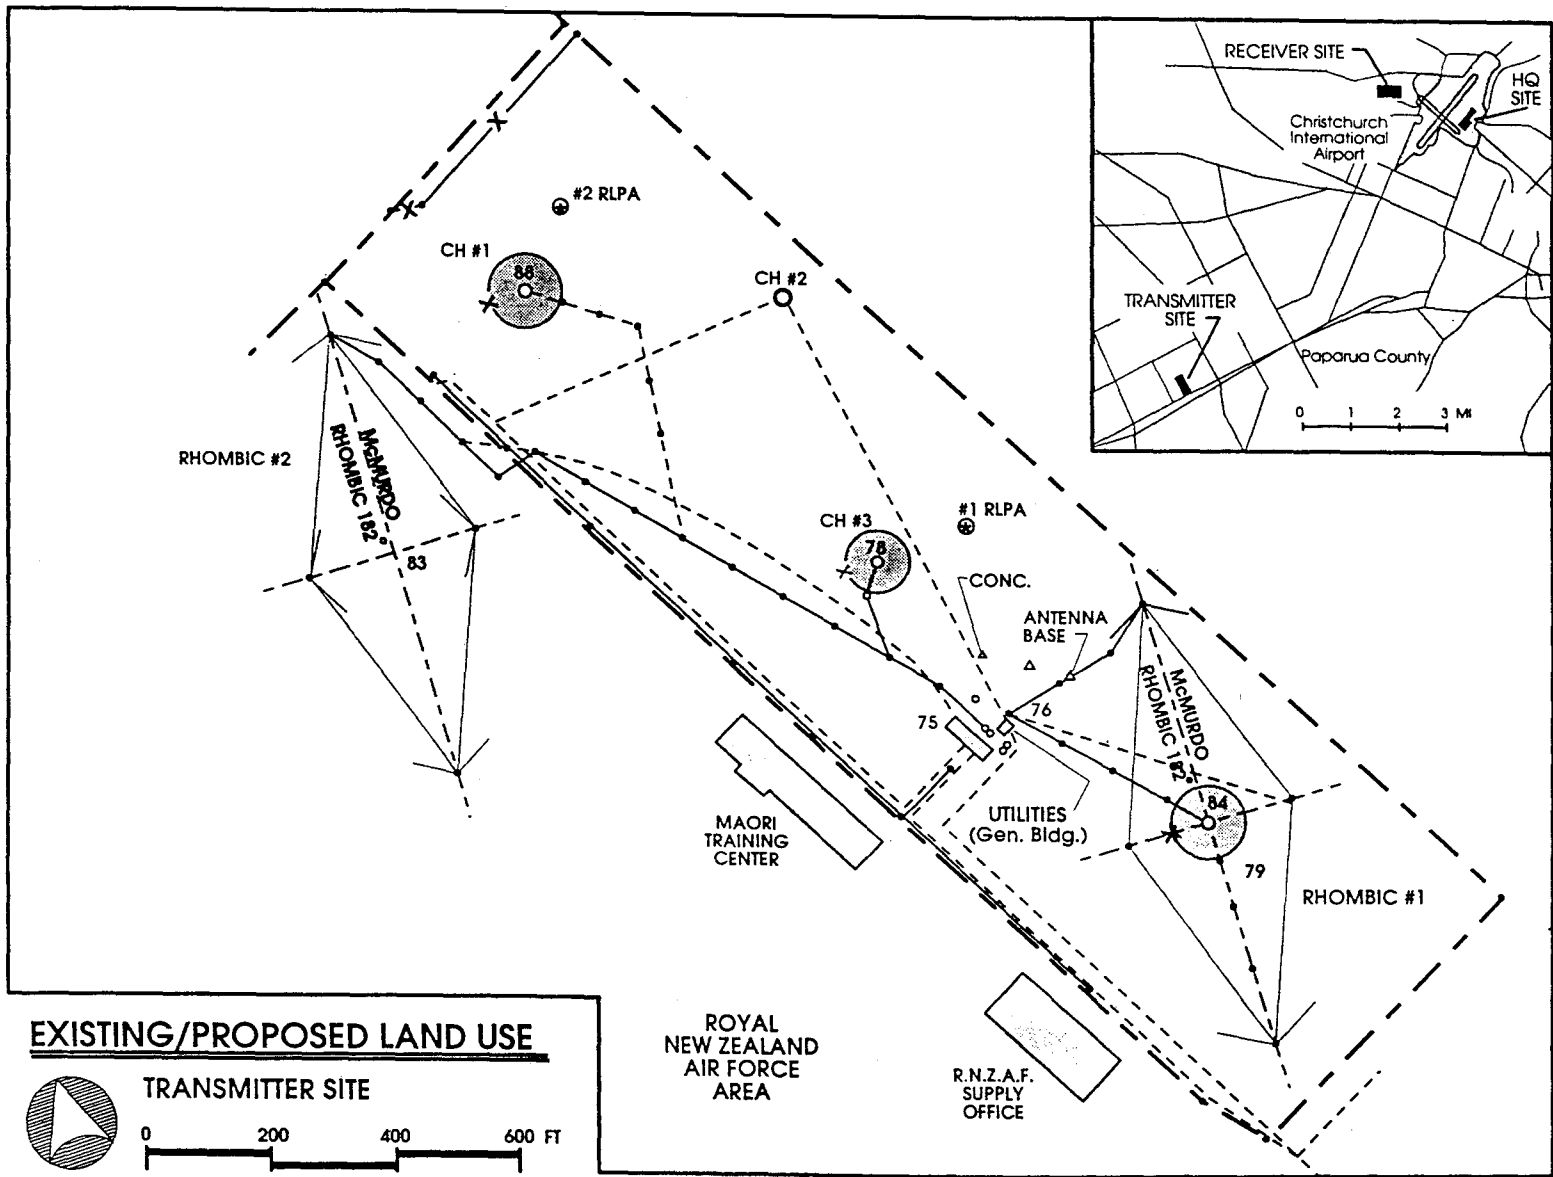 RECEIVER SITE
HQ
SITE
Christchurch
International
Airport
TRANSMITTER
SITE
Paparua County
0 1 2 3 MI
#2 RLPA
CH #1
88
CH #2
RHOMBIC #2
McMURDO
RHOMBIC 182°
83
CH #3
78
#1 RLPA
CONC.
ANTENNA
BASE
75
76
McMURDO
RHOMBIC 182°
84
79
RHOMBIC #1
UTILITIES
(Gen. Bldg.)
MAORI
TRAINING
CENTER
ROYAL
NEW ZEALAND
AIR FORCE
AREA
R.N.Z.A.F.
SUPPLY
OFFICE
EXISTING/PROPOSED LAND USE
TRANSMITTER SITE
0 200 400 600 FT